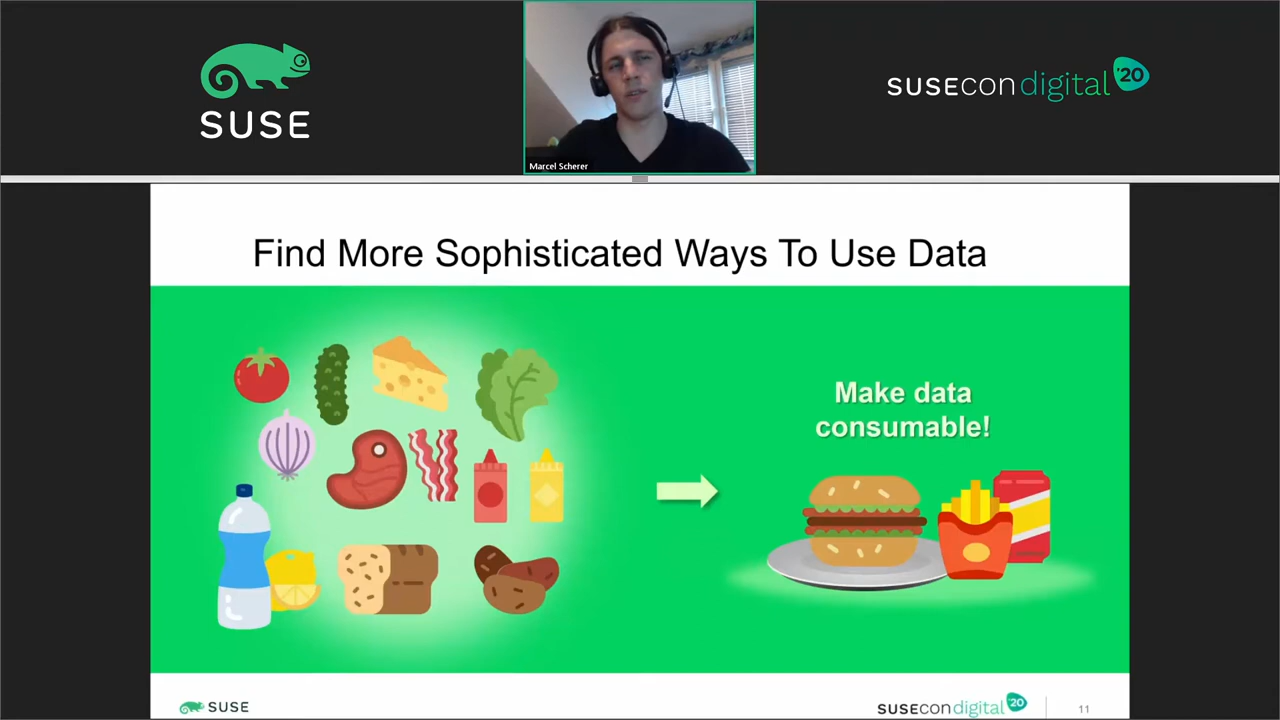 SUSE
SUSECON digital '20
Marcel Scherer
Find More Sophisticated Ways To Use Data
Make data
consumable!
SUSE
SUSECON digital '20
11